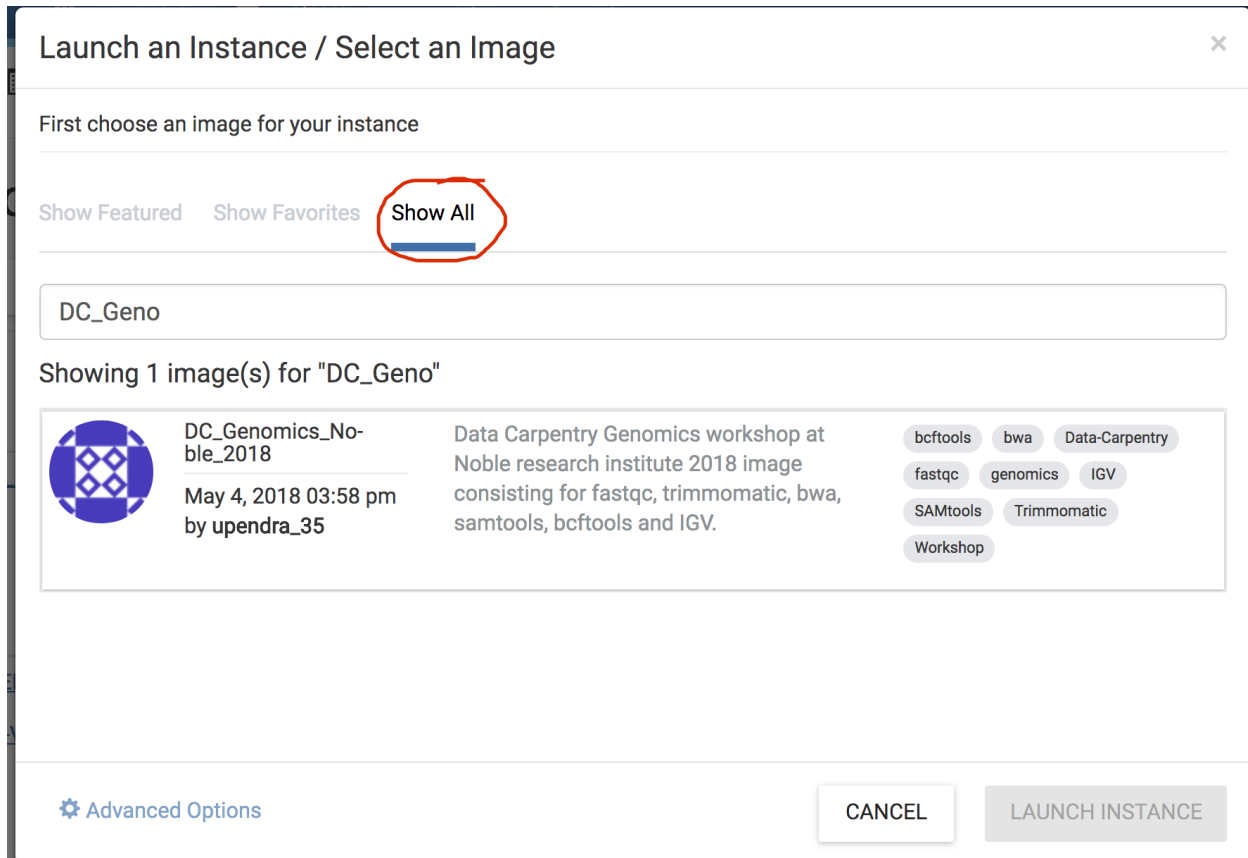 Launch an Instance / Select an Image
×
First choose an image for your instance
Show Featured Show Favorites Show All
DC_Geno
Showing 1 image(s) for "DC_Geno"
DC_Genomics_No-
ble_2018
May 4, 2018 03:58 pm
by upendra_35
Data Carpentry Genomics workshop at
Noble research institute 2018 image
consisting for fastqc, trimmomatic, bwa,
samtools, bcftools and IGV.
bcftools bwa Data-Carpentry
fastqc genomics IGV
SAMtools Trimmomatic
Workshop
Advanced Options
CANCEL
LAUNCH INSTANCE